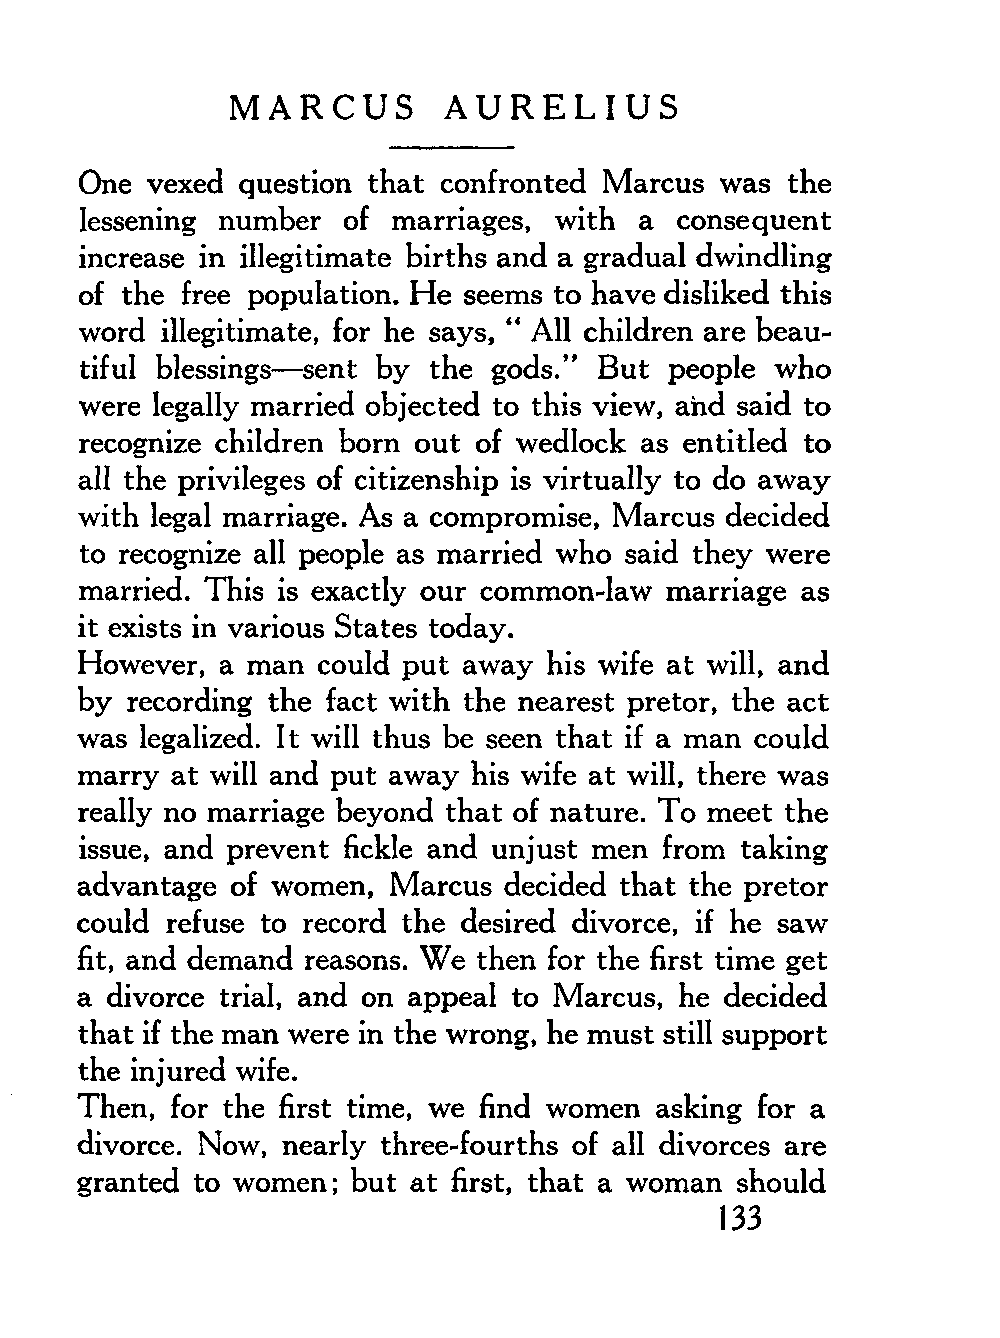 MARCUS AURELIUS
One vexed question that confronted Marcus was the
lessening number of marriages, with a consequent
increase in illegitimate births and a gradual dwindling
of the free population. He seems to have disliked this
word illegitimate, for he says, “ All children are beau-
tiful blessings—sent by the gods.” But people who
were legally married objected to this view, and said to
recognize children born out of wedlock as entitled to
all the privileges of citizenship is virtually to do away
with legal marriage. As a compromise, Marcus decided
to recognize all people as married who said they were
married. This is exactly our common-law marriage as
it exists in various States today.
However, a man could put away his wife at will, and
by recording the fact with the nearest pretor, the act
was legalized. It will thus be seen that if a man could
marry at will and put away his wife at will, there was
really no marriage beyond that of nature. To meet the
issue, and prevent fickle and unjust men from taking
advantage of women, Marcus decided that the pretor
could refuse to record the desired divorce, if he saw
fit, and demand reasons. We then for the first time get
a divorce trial, and on appeal to Marcus, he decided
that if the man were in the wrong, he must still support
the injured wife.
Then, for the first time, we find women asking for a
divorce. Now, nearly three-fourths of all divorces are
granted to women; but at first, that a woman should
133